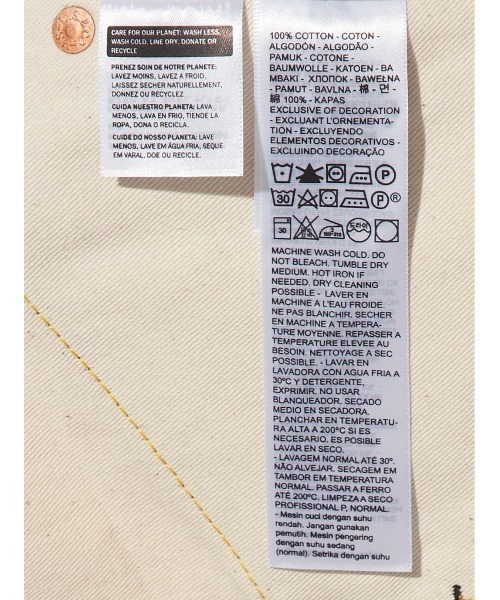 CARE FOR OUR PLANET: WASH LESS,
WASH COLD, LINE DRY, DONATE OR
RECYCLE
PRENEZ SOIN DE NOTRE PLANÈTE:
LAVEZ MOINS, LAVEZ A FROID,
LAISSEZ SECHER NATURELLEMENT,
DONNEZ OU RECYCLEZ
CUIDA NUESTRO PLANETA: LAVA
MENOS, LAVA EN FRIO, TIENDE LA
ROPA, DONA O RECICLA.
CUIDE DO NOSSO PLANETA: LAVE
MENOS, LAVE EM ÁGUA FRIA, SEQUE
EM VARAL, DOE OU RECICLE.
100% COTTON - COTON -
ALGODÓN - ALGODÃO -
PAMUK - COTONE -
BAUMWOLLE - KATOEN - BA
MBAKI - ХЛОПОК - BAWEŁNA
- PAMUT - BAVLNA - 棉 - 면 -
綿 100% - KAPAS
EXCLUSIVE OF DECORATION
- EXCLUANT L'ORNEMENTA-
TION - EXCLUYENDO
ELEMENTOS DECORATIVOS -
EXCLUINDO DECORAÇÃO
P
30 P ®
30 3 180-210 드라이
MACHINE WASH COLD. DO
NOT BLEACH. TUMBLE DRY
MEDIUM. HOT IRON IF
NEEDED. DRY CLEANING
POSSIBLE - LAVER EN
MACHINE A L'EAU FROIDE.
NE PAS BLANCHIR. SECHER
EN MACHINE A TEMPERA-
TURE MOYENNE. REPASSER A
TEMPERATURE ELEVEE AU
BESOIN. NETTOYAGE A SEC
POSSIBLE. - LAVAR EN
LAVADORA CON AGUA FRIA A
30ºC Y DETERGENTE,
EXPRIMIR. NO USAR
BLANQUEADOR. SECADO
MEDIO EN SECADORA.
PLANCHAR EN TEMPERATU-
RA ALTA A 200°C SI ES
NECESARIO. ES POSIBLE
LAVAR EN SECO.
- LAVAGEM NORMAL ATÉ 30º.
NÃO ALVEJAR. SECAGEM EM
TAMBOR EM TEMPERATURA
NORMAL. PASSAR A FERRO
ATÉ 200ºC, LIMPEZA A SECO
PROFISSIONAL P, NORMAL.
- Mesin cuci dengan suhu
rendah. Jangan gunakan
pemutih. Mesin pengering
dengan suhu sedang
(normal). Setrika dengan suhu